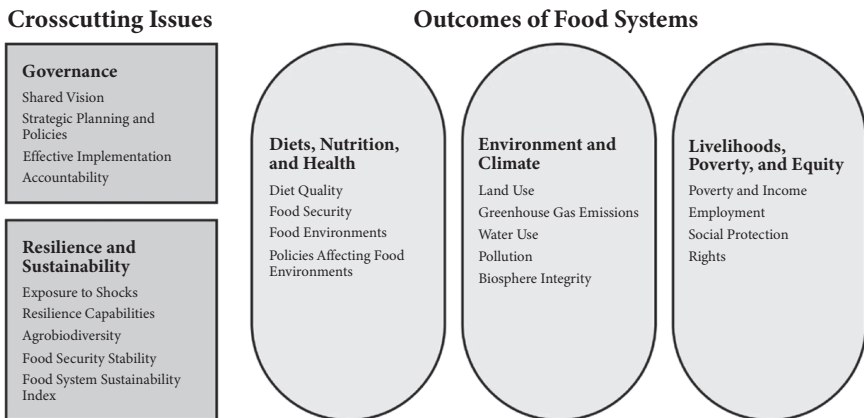 Crosscutting Issues
Governance
Shared Vision
Strategic Planning and
Policies
Effective Implementation
Accountability
Resilience and
Sustainability
Exposure to Shocks
Resilience Capabilities
Agrobiodiversity
Food Security Stability
Food System Sustainability
Index
Outcomes of Food Systems
Diets, Nutrition,
and Health
Diet Quality
Food Security
Food Environments
Policies Affecting Food
Environments
Environment and
Climate
Land Use
Greenhouse Gas Emissions
Water Use
Pollution
Biosphere Integrity
Livelihoods,
Poverty, and Equity
Poverty and Income
Employment
Social Protection
Rights